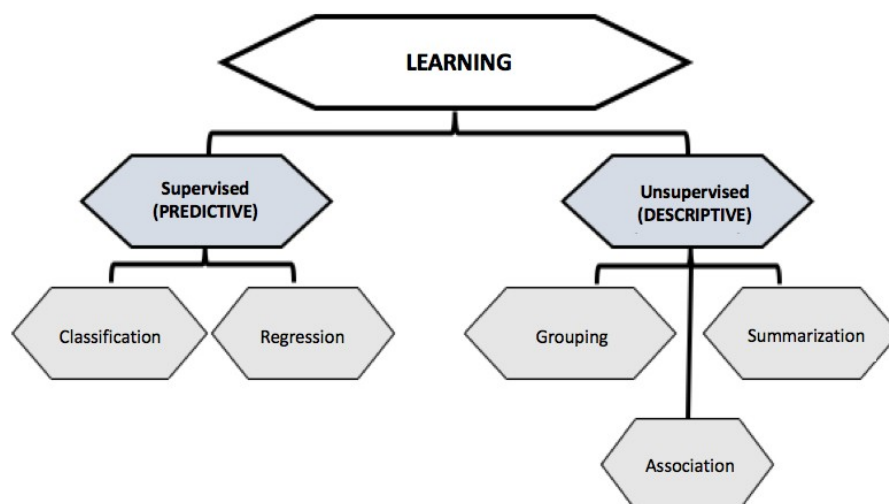 LEARNING
Supervised
(PREDICTIVE)
Unsupervised
(DESCRIPTIVE)
Classification
Regression
Grouping
Summarization
Association